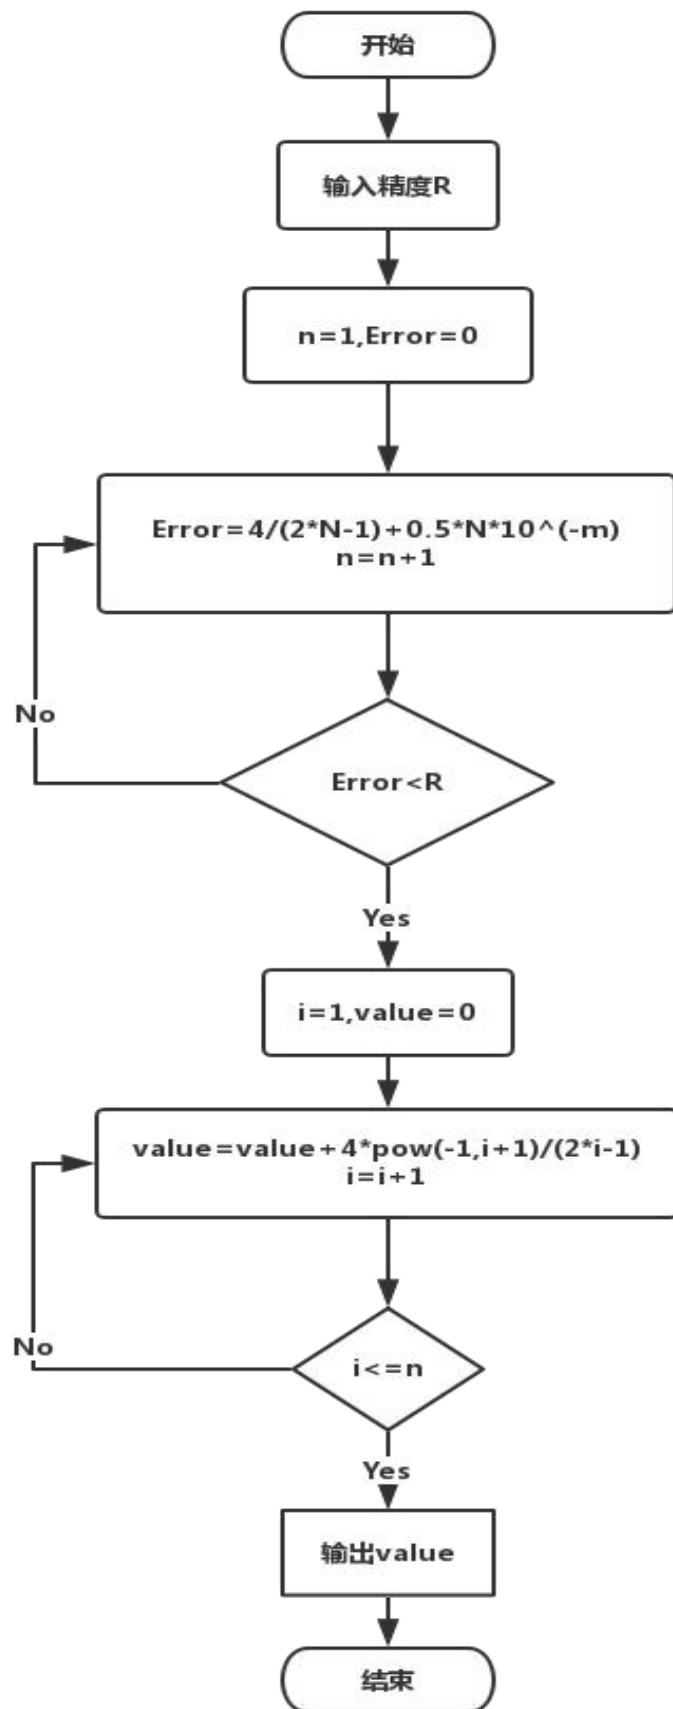 开始
输入精度R
n=1,Error=0
Error=4/(2*N-1)+0.5*N*10^(-m)
n=n+1
No
Error<R
Yes
i=1,value=0
value=value+4*pow(-1,i+1)/(2*i-1)
i=i+1
No
i<=n
Yes
输出value
结束